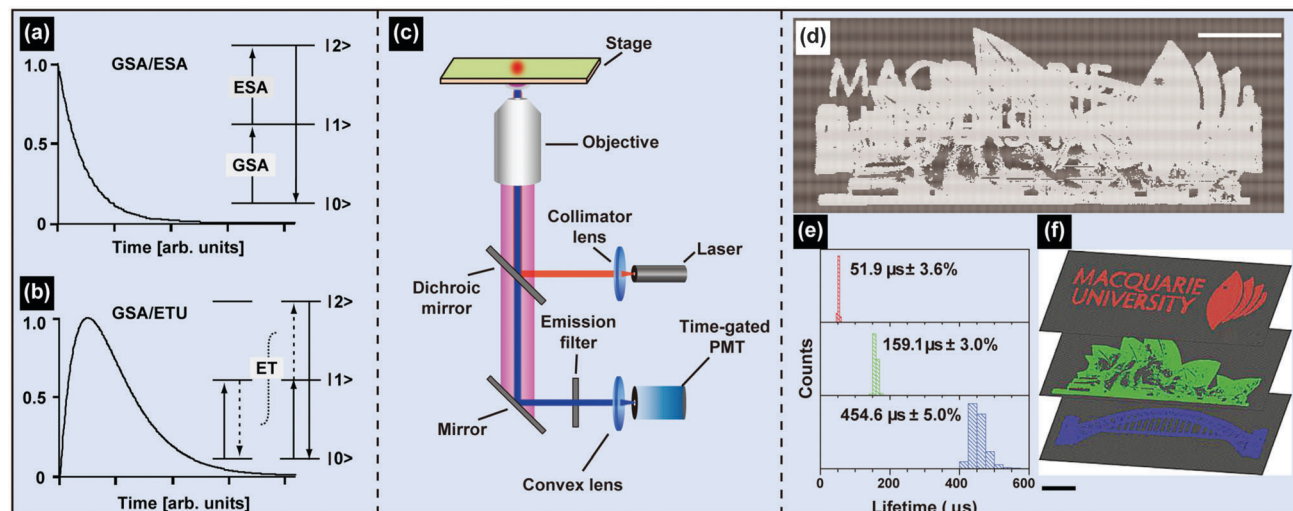 (a)
GSA/ESA
1.0
0.5
0
Time [arb. units]
|2>
ESA
|1>
GSA
|0>
(b)
GSA/ETU
1.0
0.5
0
Time [arb. units]
|2>
ET
|1>
|0>
(c)
Stage
Objective
Collimator
lens
Laser
Dichroic
mirror
Emission
filter
Time-gated
PMT
Mirror
Convex lens
(d)
(e)
51.9 µs± 3.6%
159.1 µs± 3.0%
454.6 µs± 5.0%
Counts
0 200 400 600
Lifetime ( µs)
(f)
MACQUARIE
UNIVERSITY